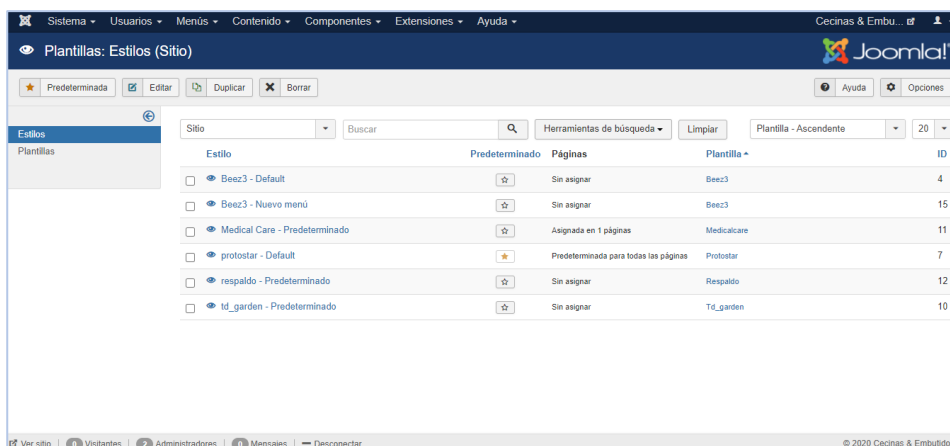 Sistema Usuarios Menús Contenido Componentes Extensiones Ayuda Cecinas & Embu...
Plantillas: Estilos (Sitio) Joomla!
Predeterminada Editar Duplicar Borrar Ayuda Opciones
Estilos
Plantillas
Sitio Buscar Herramientas de búsqueda Limpiar Plantilla - Ascendente 20
Estilo Predeterminado Páginas Plantilla ID
Beez3 - Default Sin asignar Beez3 4
Beez3 - Nuevo menú Sin asignar Beez3 15
Medical Care - Predeterminado Asignada en 1 páginas Medicalcare 11
protostar - Default Predeterminada para todas las páginas Protostar 7
respaldo - Predeterminado Sin asignar Respaldo 12
td_garden - Predeterminado Sin asignar Td_garden 10
Ver sitio 0 Visitantes 2 Administradores 0 Mensajes Desconectar © 2020 Cecinas & Embutido